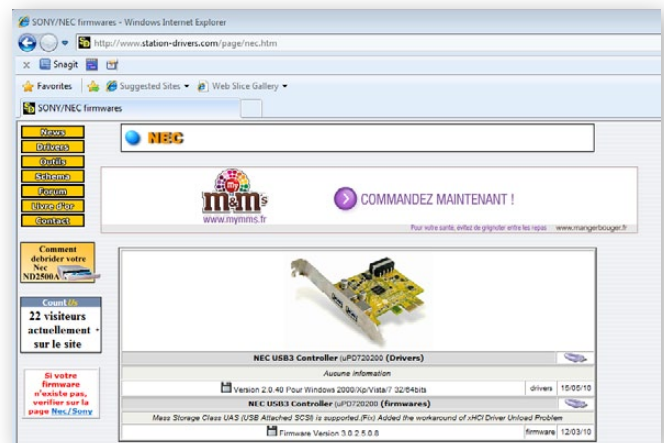 SONY/NEC firmwares - Windows Internet Explorer
http://www.station-drivers.com/page/nec.htm
x Snagit
Favorites Suggested Sites Web Slice Gallery
SONY/NEC firmwares
News
Drivers
Outils
Schema
Forum
Livre d'or
Contact
NEC
my
m&m's
www.mymms.fr
COMMANDEZ MAINTENANT !
Pour votre santé, évitez de grignoter entre les repas www.mangerbouger.fr
Comment
debrider votre
Nec
ND2500A
Count Us
22 visiteurs
actuellement
sur le site
Si votre
firmware
n'existe pas,
verifier sur la
page Nec/Sony
NEC USB3 Controller (uPD720200 (Drivers)
Aucune information
Version 2.0.40 Pour Windows 2000/Xp/Vista/7 32/64bits drivers 15/05/10
NEC USB3 Controller (uPD720200 (firmwares)
Mass Storage Class UAS (USB Attached SCSI) is supported.(Fix) Added the workaround of xHCI Driver Unload Problem
Firmware Version 3.0.2.5.0.8 firmware 12/03/10